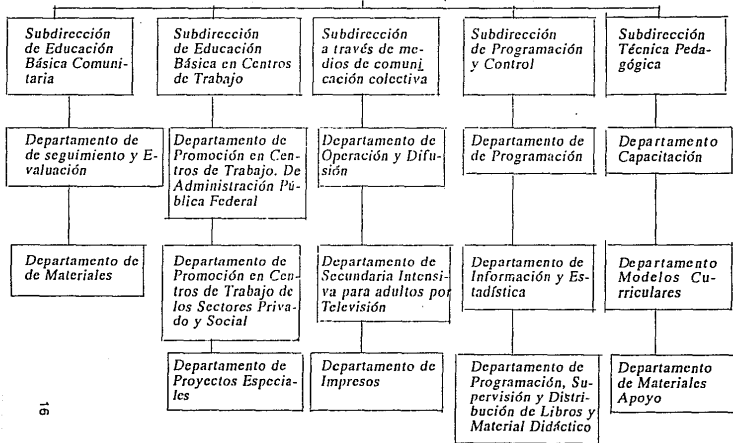 Subdirección
de Educación
Básica Comuni-
taria
Subdirección
de Educación
Básica en Centros
de Trabajo
Subdirección
a través de me-
dios de comuni
cación colectiva
Subdirección
de Programación
y Control
Subdirección
Técnica Peda-
gógica
Departamento de
de seguimiento y E-
valuación
Departamento de
Promoción en Cen-
tros de Trabajo. De
Administración Pú-
blica Federal
Departamento de
Operación y Difu-
sión
Departamento de
de Programación
Departamento
Capacitación
Departamento de
de Materiales
Departamento de
Promoción en Cen-
tros de Trabajo de
los Sectores Priva-
do y Social
Departamento de
Secundaria Intensi-
va para adultos por
Televisión
Departamento de
Información y Es-
tadística
Departamento
Modelos Cu-
rriculares
Departamento de
Proyectos Especia-
les
Departamento de
Impresos
Departamento de
Programación, Su-
pervisión y Distri-
bución de Libros y
Material Didáctico
Departamento
de Materiales
Apoyo
16